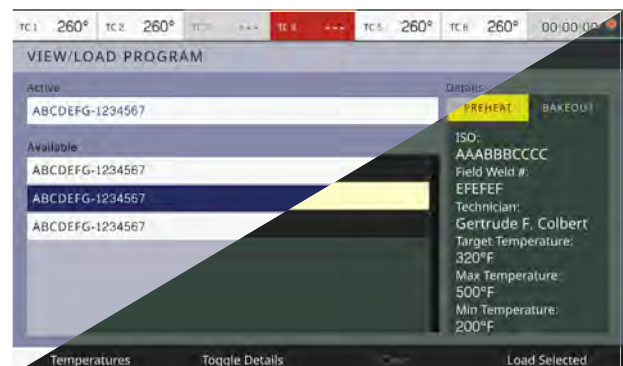 TC 1 260° TC 2 260° TC 3 --- TC 4 --- TC 5 260° TC 6 260° 00:00:00
VIEW/LOAD PROGRAM
Active
ABCDEFG-1234567
Available
ABCDEFG-1234567
ABCDEFG-1234567
ABCDEFG-1234567
Details
PREHEAT BAKEOUT
ISO:
AAABBBCCCC
Field Weld #:
EFEFEF
Technician:
Gertrude F. Colbert
Target Temperature:
320°F
Max Temperature:
500°F
Min Temperature:
200°F
Temperatures Toggle Details Clear Load Selected